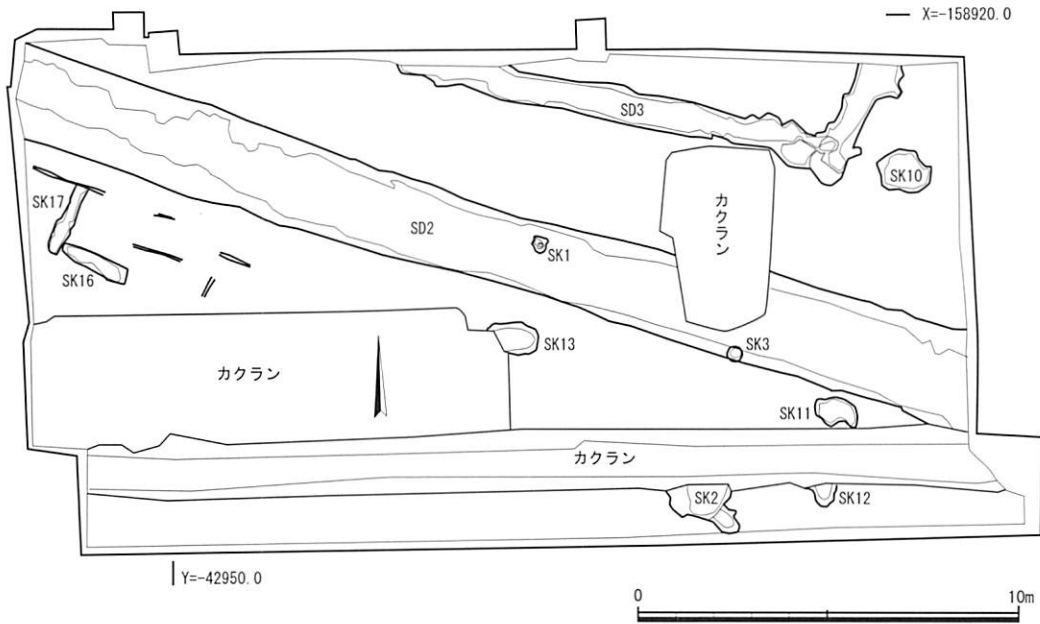 X=-158920.0
SD3
SK10
カクラン
SK17
SD2
SK1
SK16
SK13
SK3
カクラン
SK11
カクラン
SK2
SK12
Y=-42950.0
0
10m